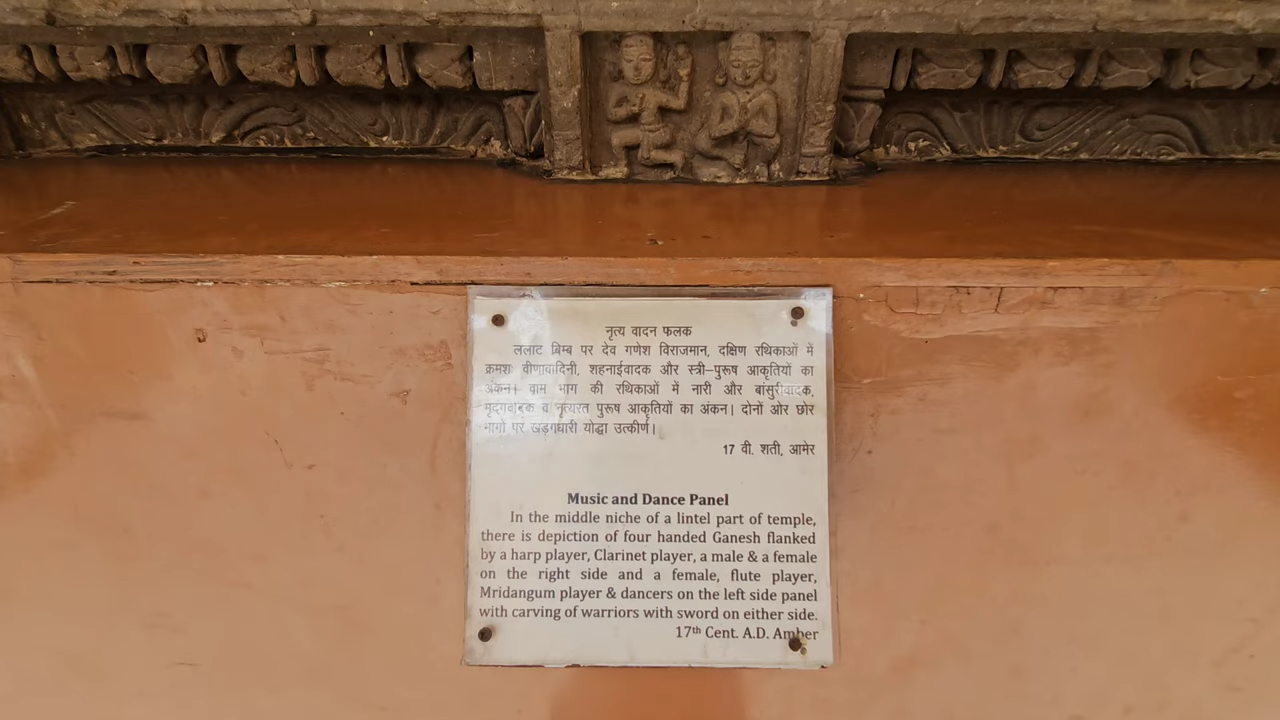 नृत्य वादन फलक
ललाट बिम्ब पर देव गणेश विराजमान, दक्षिण रथिकाओं में
क्रमशः वीणावादिनी, शहनाईवादक और स्त्री–पुरूष आकृतियों का
अंकन। वाम भाग की रथिकाओं में नारी और बांसुरीवादक,
मृदंगवादक व नृत्यरत पुरूष आकृतियों का अंकन। दोनों ओर छोर
भागों पर खड्गधारी योद्धा उत्कीर्ण।
17 वी. शती, आमेर
Music and Dance Panel
In the middle niche of a lintel part of temple,
there is depiction of four handed Ganesh flanked
by a harp player, Clarinet player, a male & a female
on the right side and a female, flute player,
Mridangum player & dancers on the left side panel
with carving of warriors with sword on either side.
17th Cent. A.D. Amber